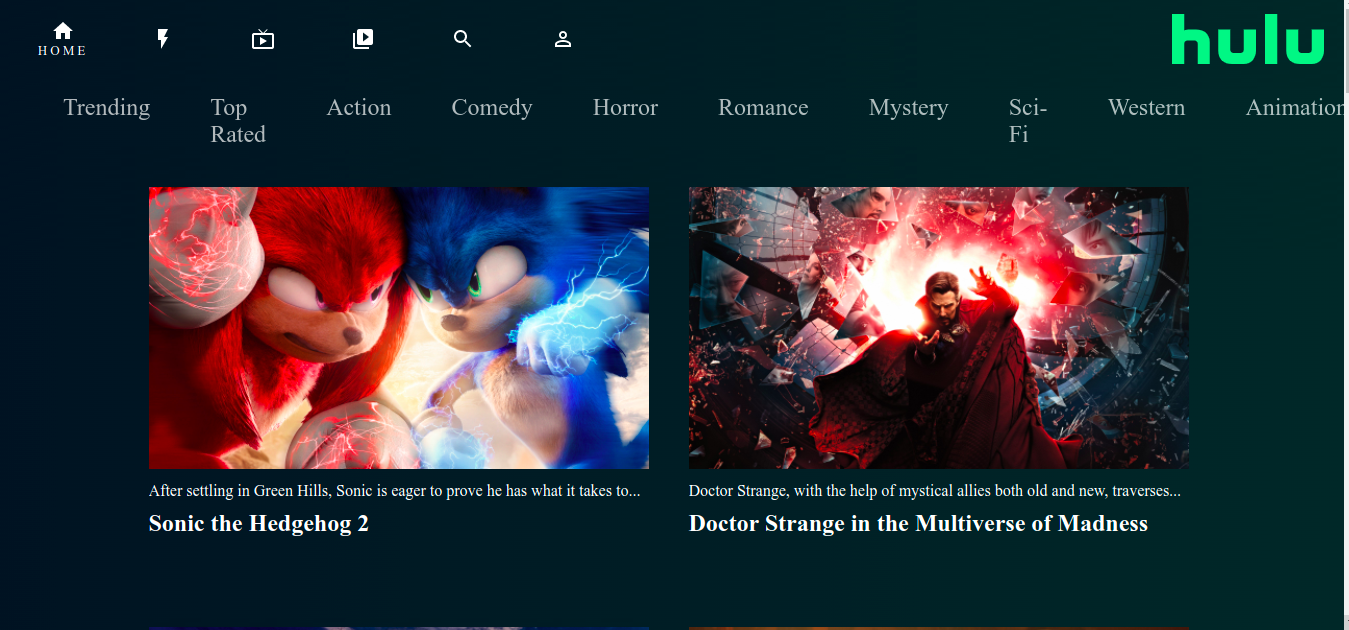 HOME
hulu
Trending
Top
Rated
Action
Comedy
Horror
Romance
Mystery
Sci-
Fi
Western
Animation
After settling in Green Hills, Sonic is eager to prove he has what it takes to...
Sonic the Hedgehog 2
Doctor Strange, with the help of mystical allies both old and new, traverses...
Doctor Strange in the Multiverse of Madness